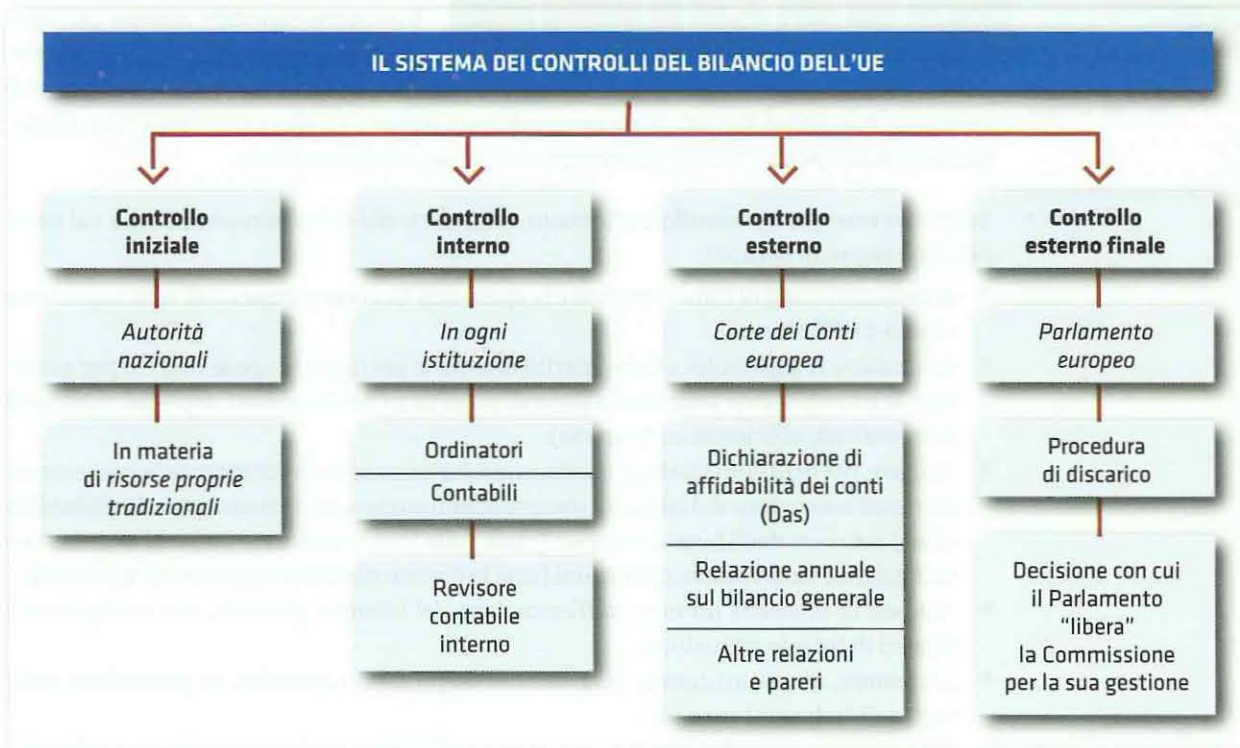 IL SISTEMA DEI CONTROLLI DEL BILANCIO DELL'UE
Controllo
iniziale
Autorità
nazionali
In materia
di risorse proprie
tradizionali
Controllo
interno
In ogni
istituzione
Ordinatori
Contabili
Revisore
contabile
interno
Controllo
esterno
Corte dei Conti
europea
Dichiarazione di
affidabilità dei conti
(Das)
Relazione annuale
sul bilancio generale
Altre relazioni
e pareri
Controllo
esterno finale
Parlamento
europeo
Procedura
di discarico
Decisione con cui
il Parlamento
“libera”
la Commissione
per la sua gestione